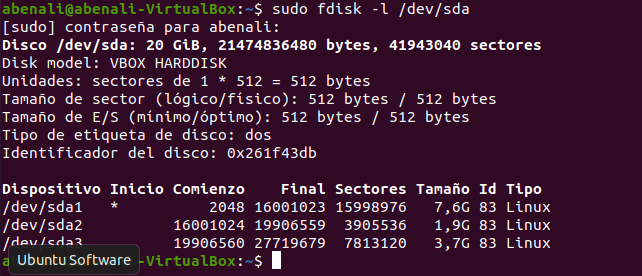 abenali@abenali-VirtualBox:~$ sudo fdisk -l /dev/sda
[sudo] contraseña para abenali:
Disco /dev/sda: 20 GiB, 21474836480 bytes, 41943040 sectores
Disk model: VBOX HARDDISK
Unidades: sectores de 1 * 512 = 512 bytes
Tamaño de sector (lógico/físico): 512 bytes / 512 bytes
Tamaño de E/S (mínimo/óptimo): 512 bytes / 512 bytes
Tipo de etiqueta de disco: dos
Identificador del disco: 0x261f43db

Dispositivo Inicio Comienzo Final Sectores Tamaño Id Tipo
/dev/sda1 * 2048 16001023 15998976 7,6G 83 Linux
/dev/sda2 16001024 19906559 3905536 1,9G 83 Linux
/dev/sda3 19906560 27719679 7813120 3,7G 83 Linux
Ubuntu Software -VirtualBox:~$